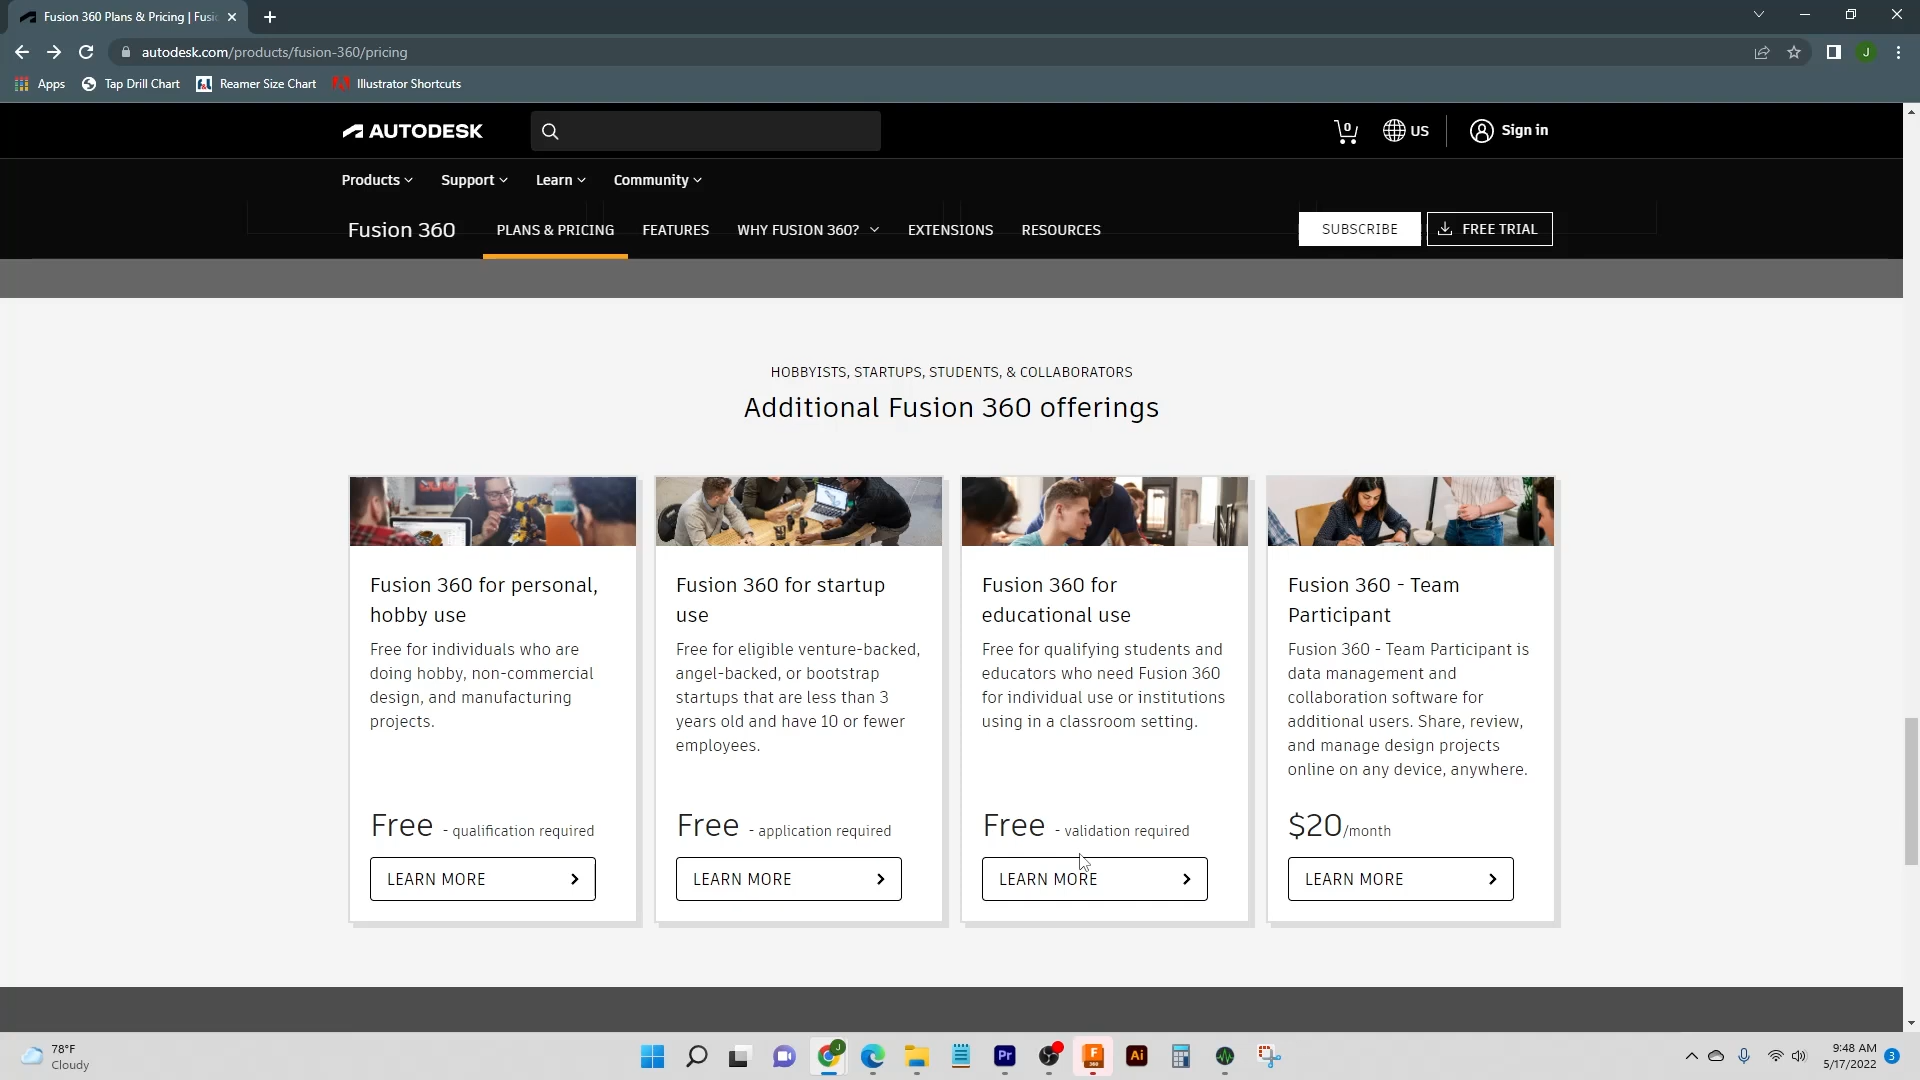 Fusion 360 Plans & Pricing | Fusi
autodesk.com/products/fusion-360/pricing
J
Apps
Tap Drill Chart
Reamer Size Chart
Illustrator Shortcuts
AUTODESK
0
US
Sign in
Products
Support
Learn
Community
Fusion 360
PLANS & PRICING
FEATURES
WHY FUSION 360?
EXTENSIONS
RESOURCES
SUBSCRIBE
FREE TRIAL
HOBBYISTS, STARTUPS, STUDENTS, & COLLABORATORS
Additional Fusion 360 offerings
Fusion 360 for personal,
hobby use
Free for individuals who are
doing hobby, non-commercial
design, and manufacturing
projects.
Free - qualification required
LEARN MORE
Fusion 360 for startup
use
Free for eligible venture-backed,
angel-backed, or bootstrap
startups that are less than 3
years old and have 10 or fewer
employees.
Free - application required
LEARN MORE
Fusion 360 for
educational use
Free for qualifying students and
educators who need Fusion 360
for individual use or institutions
using in a classroom setting.
Free - validation required
LEARN MORE
Fusion 360 - Team
Participant
Fusion 360 - Team Participant is
data management and
collaboration software for
additional users. Share, review,
and manage design projects
online on any device, anywhere.
$20/month
LEARN MORE
78°F
Cloudy
J
Pr
F
360
Ai
9:48 AM
5/17/2022
3